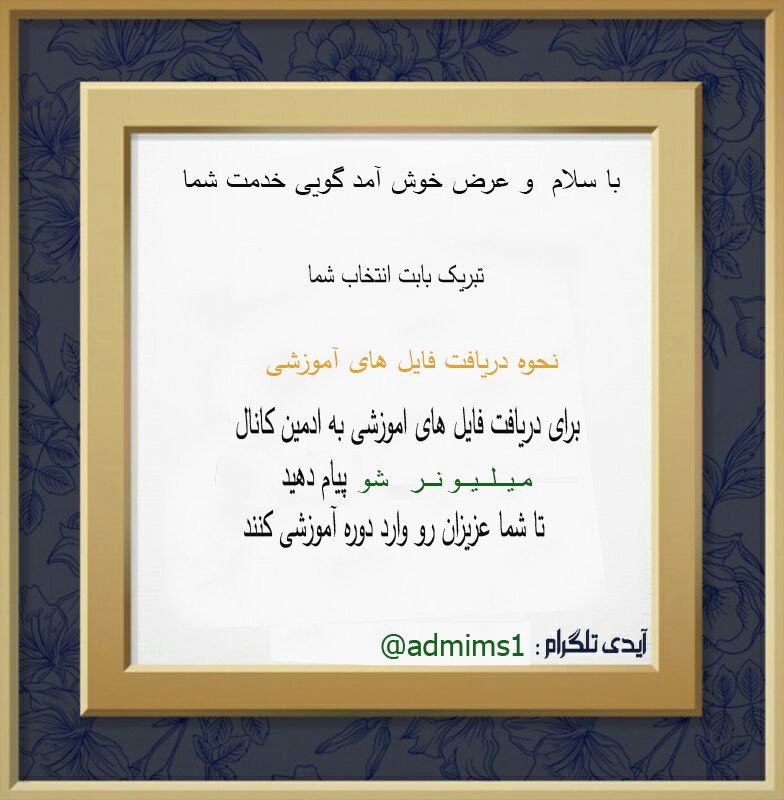 با سلام و عرض خوش آمد گویی خدمت شما
تبریک بابت انتخاب شما
نحوه دریافت فایل های آموزشی
برای دریافت فایل های اموزشی به ادمین کانال
میلیونر شو پیام دهید
تا شما عزیزان رو وارد دوره آموزشی کنند
آیدی تلگرام : @admims1